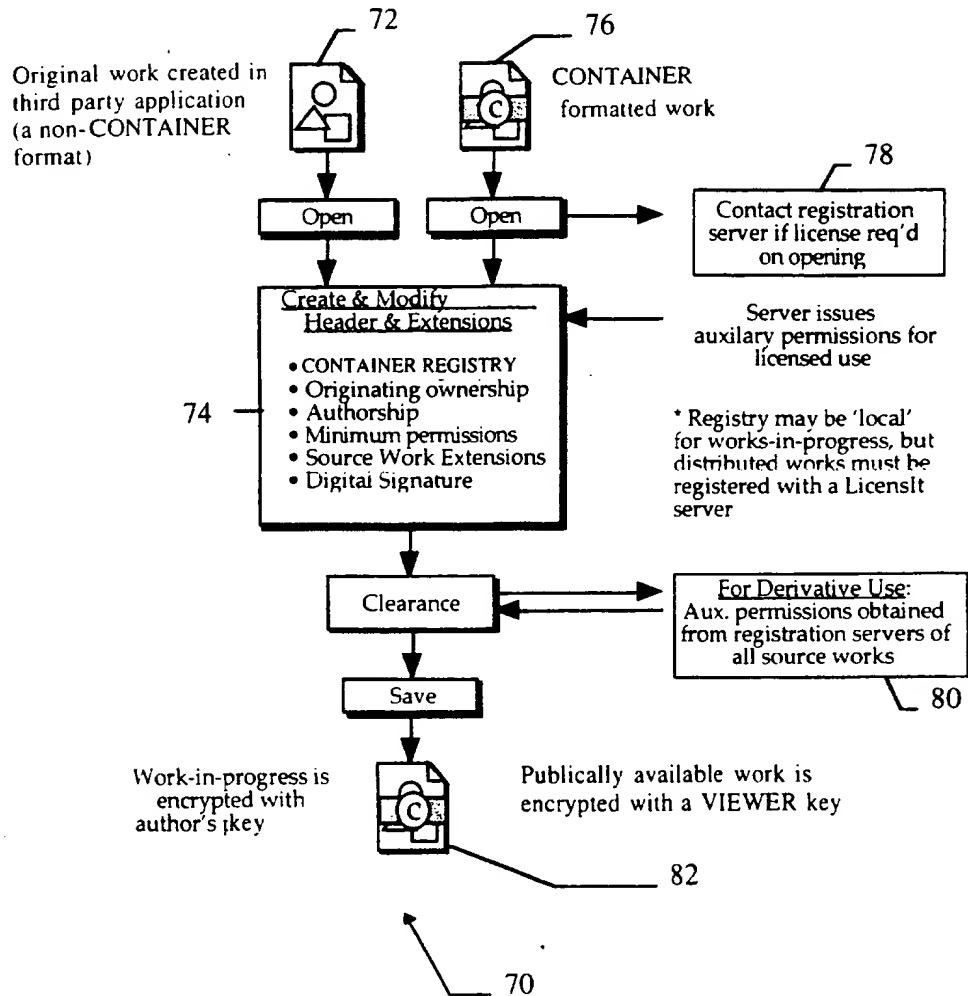 72
76
Original work created in
third party application
(a non-CONTAINER
format)
C
CONTAINER
formatted work
78
Open
Open
Contact registration
server if license req'd
on opening
Create & Modify
Header & Extensions
• CONTAINER REGISTRY
• Originating ownership
• Authorship
• Minimum permissions
• Source Work Extensions
• Digital Signature
74
Server issues
auxilary permissions for
licensed use
* Registry may be 'local'
for works-in-progress, but
distributed works must be
registered with a LicensIt
server
Clearance
For Derivative Use:
Aux. permissions obtained
from registration servers of
all source works
80
Save
Work-in-progress is
encrypted with
author's key
C
Publically available work is
encrypted with a VIEWER key
82
70